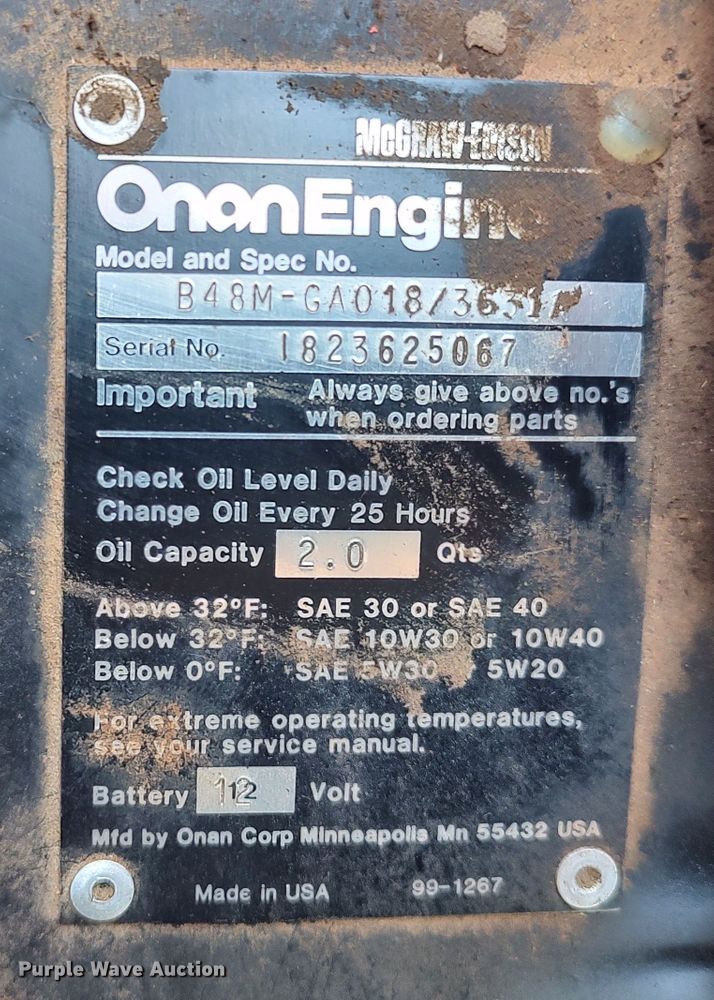 McGRAW-EDISON
Onan Engine
Model and Spec No.
B48M-GA018/3631
Serial No. 1823625067
Important Always give above no.'s
when ordering parts
Check Oil Level Daily
Change Oil Every 25 Hours
Oil Capacity 2.0 Qts
Above 32°F: SAE 30 or SAE 40
Below 32°F: SAE 10W30 or 10W40
Below 0°F: SAE 5W30 5W20
For extreme operating temperatures,
see your service manual.
Battery 12 Volt
Mfd by Onan Corp Minneapolis Mn 55432 USA
Made in USA 99-1267
Purple Wave Auction